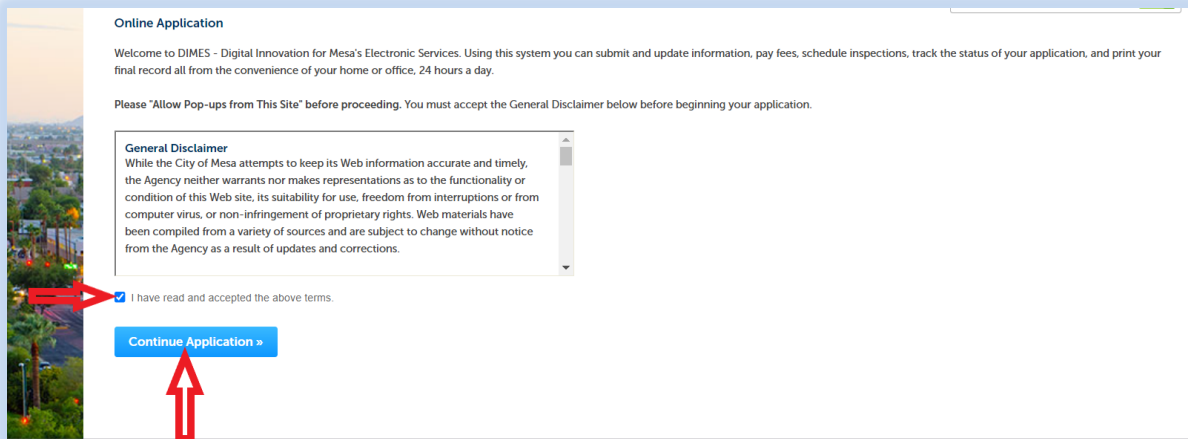 Online Application
Welcome to DIMES - Digital Innovation for Mesa's Electronic Services. Using this system you can submit and update information, pay fees, schedule inspections, track the status of your application, and print your
final record all from the convenience of your home or office, 24 hours a day.
Please "Allow Pop-ups from This Site" before proceeding. You must accept the General Disclaimer below before beginning your application.
General Disclaimer
While the City of Mesa attempts to keep its Web information accurate and timely,
the Agency neither warrants nor makes representations as to the functionality or
condition of this Web site, its suitability for use, freedom from interruptions or from
computer virus, or non-infringement of proprietary rights. Web materials have
been compiled from a variety of sources and are subject to change without notice
from the Agency as a result of updates and corrections.
I have read and accepted the above terms.
Continue Application »